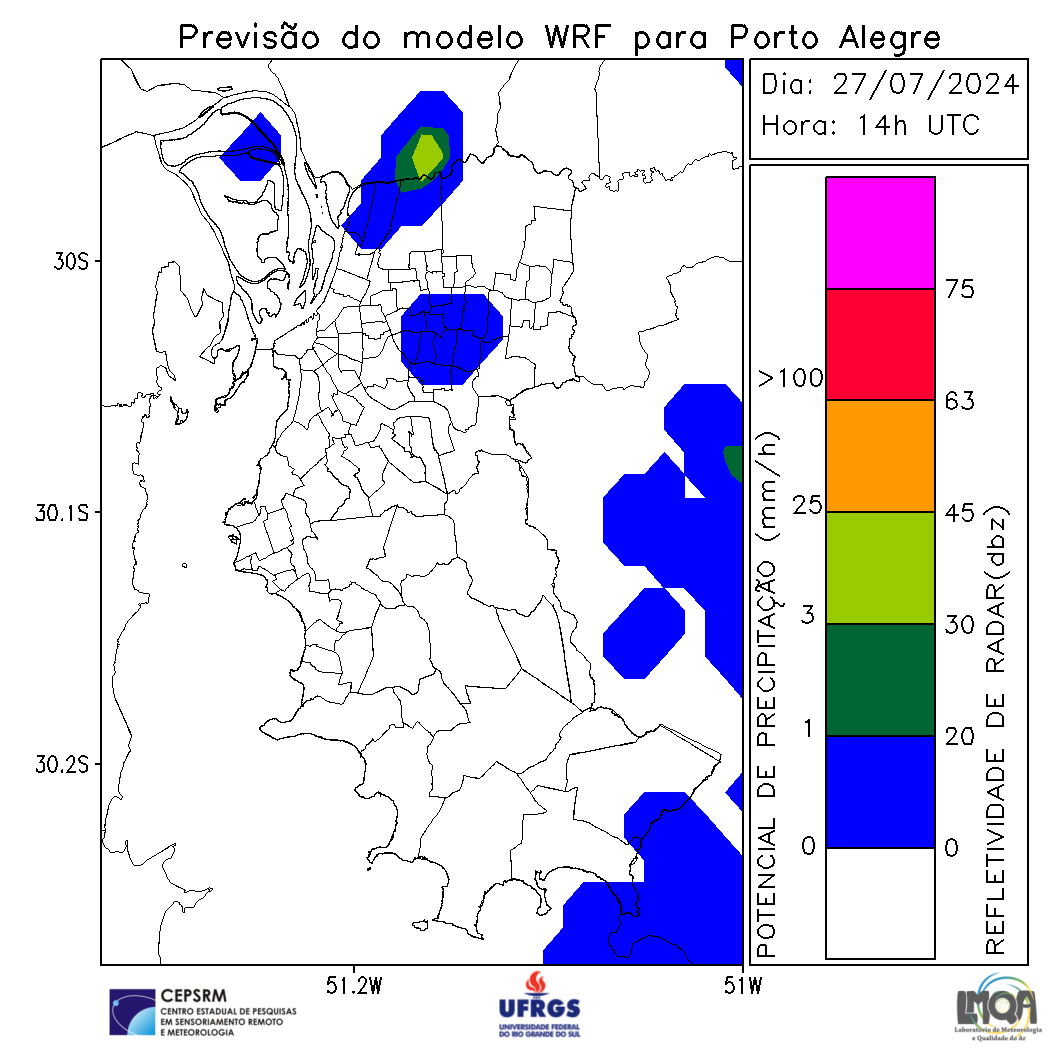 Previsão do modelo WRF para Porto Alegre
Dia: 27/07/2024
Hora: 14h UTC
30S
30.1S
30.2S
51.2W
51W
POTENCIAL DE PRECIPITAÇÃO (mm/h)
>100
25
3
1
0
75
63
45
30
20
0
REFLETIVIDADE DE RADAR(dbz)
CEPSRM
CENTRO ESTADUAL DE PESQUISAS
EM SENSORIAMENTO REMOTO
E METEOROLOGIA
UFRGS
UNIVERSIDADE FEDERAL
DO RIO GRANDE DO SUL
LMQA
Laboratório de Meteorologia
e Qualidade do Ar